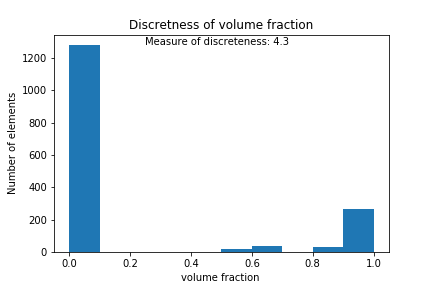 Discretness of volume fraction
Measure of discreteness: 4.3
1200
1000
800
600
400
200
0
Number of elements
0.0 0.2 0.4 0.6 0.8 1.0
volume fraction